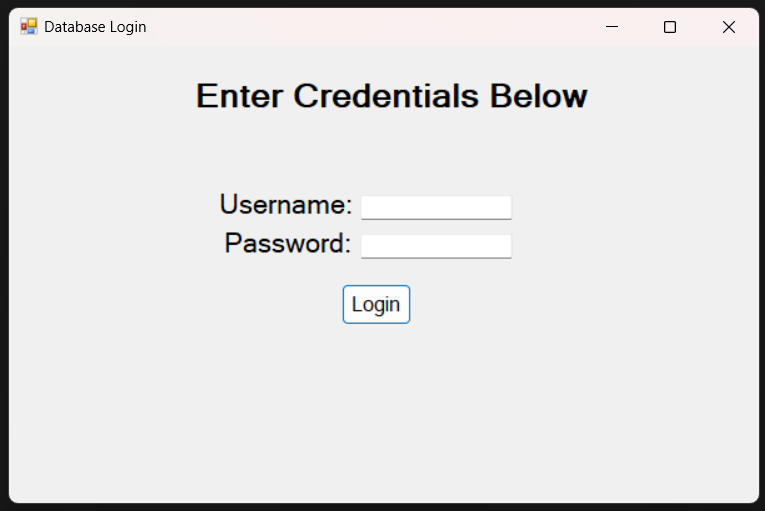 Database Login
Enter Credentials Below
Username:
Password:
Login